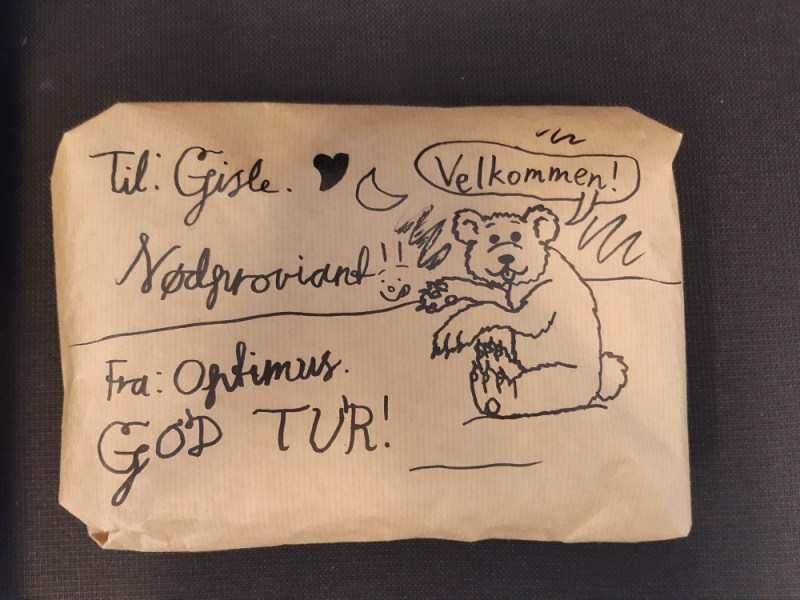 Til: Gisle.
Velkommen!
Nødproviant!!
Fra: Optimus.
GOD TUR!